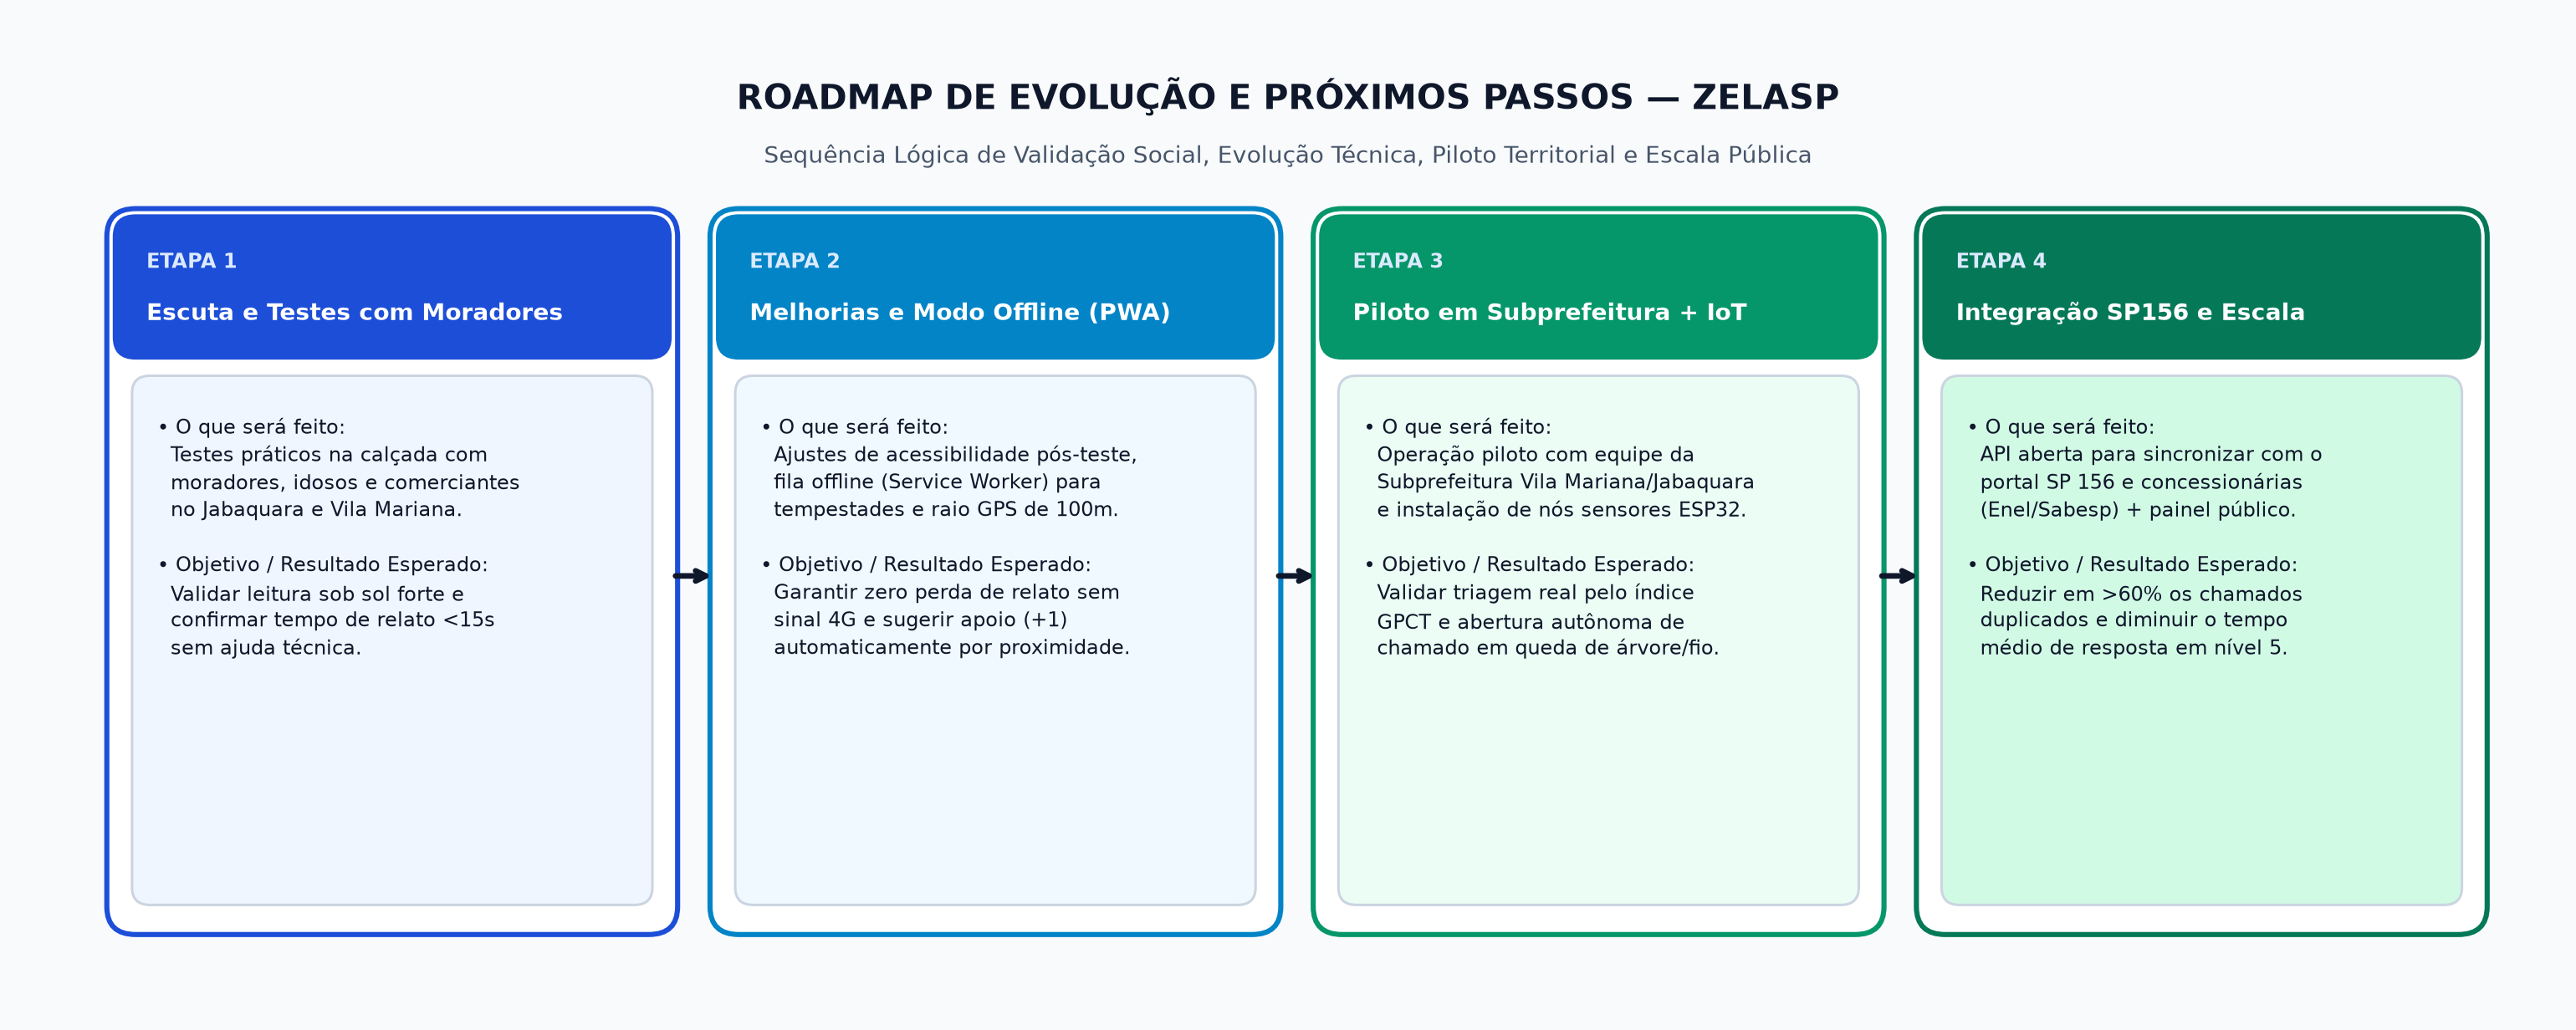 ROADMAP DE EVOLUÇÃO E PRÓXIMOS PASSOS — ZELASP
Sequência Lógica de Validação Social, Evolução Técnica, Piloto Territorial e Escala Pública
ETAPA 1
Escuta e Testes com Moradores
• O que será feito:
Testes práticos na calçada com
moradores, idosos e comerciantes
no Jabaquara e Vila Mariana.
• Objetivo / Resultado Esperado:
Validar leitura sob sol forte e
confirmar tempo de relato <15s
sem ajuda técnica.
ETAPA 2
Melhorias e Modo Offline (PWA)
• O que será feito:
Ajustes de acessibilidade pós-teste,
fila offline (Service Worker) para
tempestades e raio GPS de 100m.
• Objetivo / Resultado Esperado:
Garantir zero perda de relato sem
sinal 4G e sugerir apoio (+1)
automaticamente por proximidade.
ETAPA 3
Piloto em Subprefeitura + IoT
• O que será feito:
Operação piloto com equipe da
Subprefeitura Vila Mariana/Jabaquara
e instalação de nós sensores ESP32.
• Objetivo / Resultado Esperado:
Validar triagem real pelo índice
GPCT e abertura autônoma de
chamado em queda de árvore/fio.
ETAPA 4
Integração SP156 e Escala
• O que será feito:
API aberta para sincronizar com o
portal SP 156 e concessionárias
(Enel/Sabesp) + painel público.
• Objetivo / Resultado Esperado:
Reduzir em >60% os chamados
duplicados e diminuir o tempo
médio de resposta em nível 5.